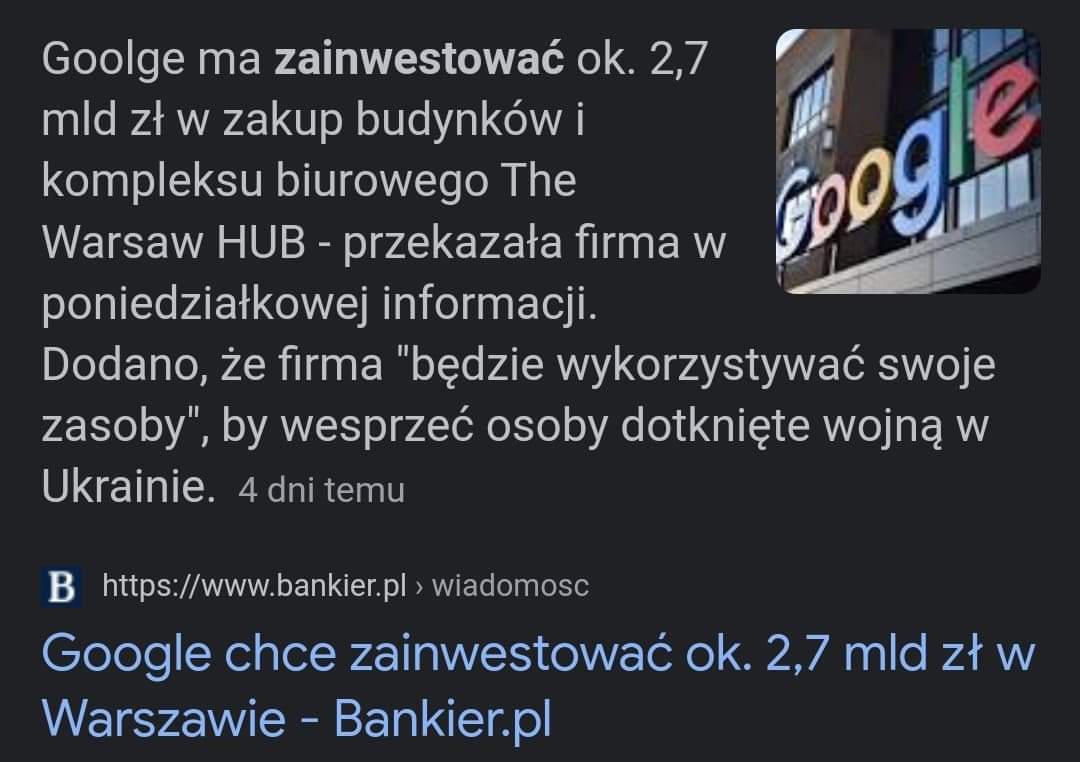 Goolge ma zainwestować ok. 2,7
mld zł w zakup budynków i
kompleksu biurowego The
Warsaw HUB - przekazała firma w
poniedziałkowej informacji.
Dodano, że firma "będzie wykorzystywać swoje
zasoby", by wesprzeć osoby dotknięte wojną w
Ukrainie. 4 dni temu
Google
B https://www.bankier.pl › wiadomosc
Google chce zainwestować ok. 2,7 mld zł w
Warszawie - Bankier.pl